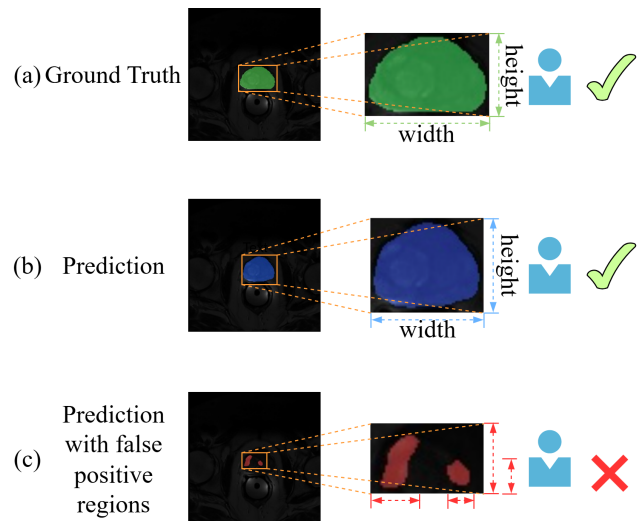 (a) Ground Truth
height
width
(b) Prediction
height
width
Prediction
with false
(c) positive
regions